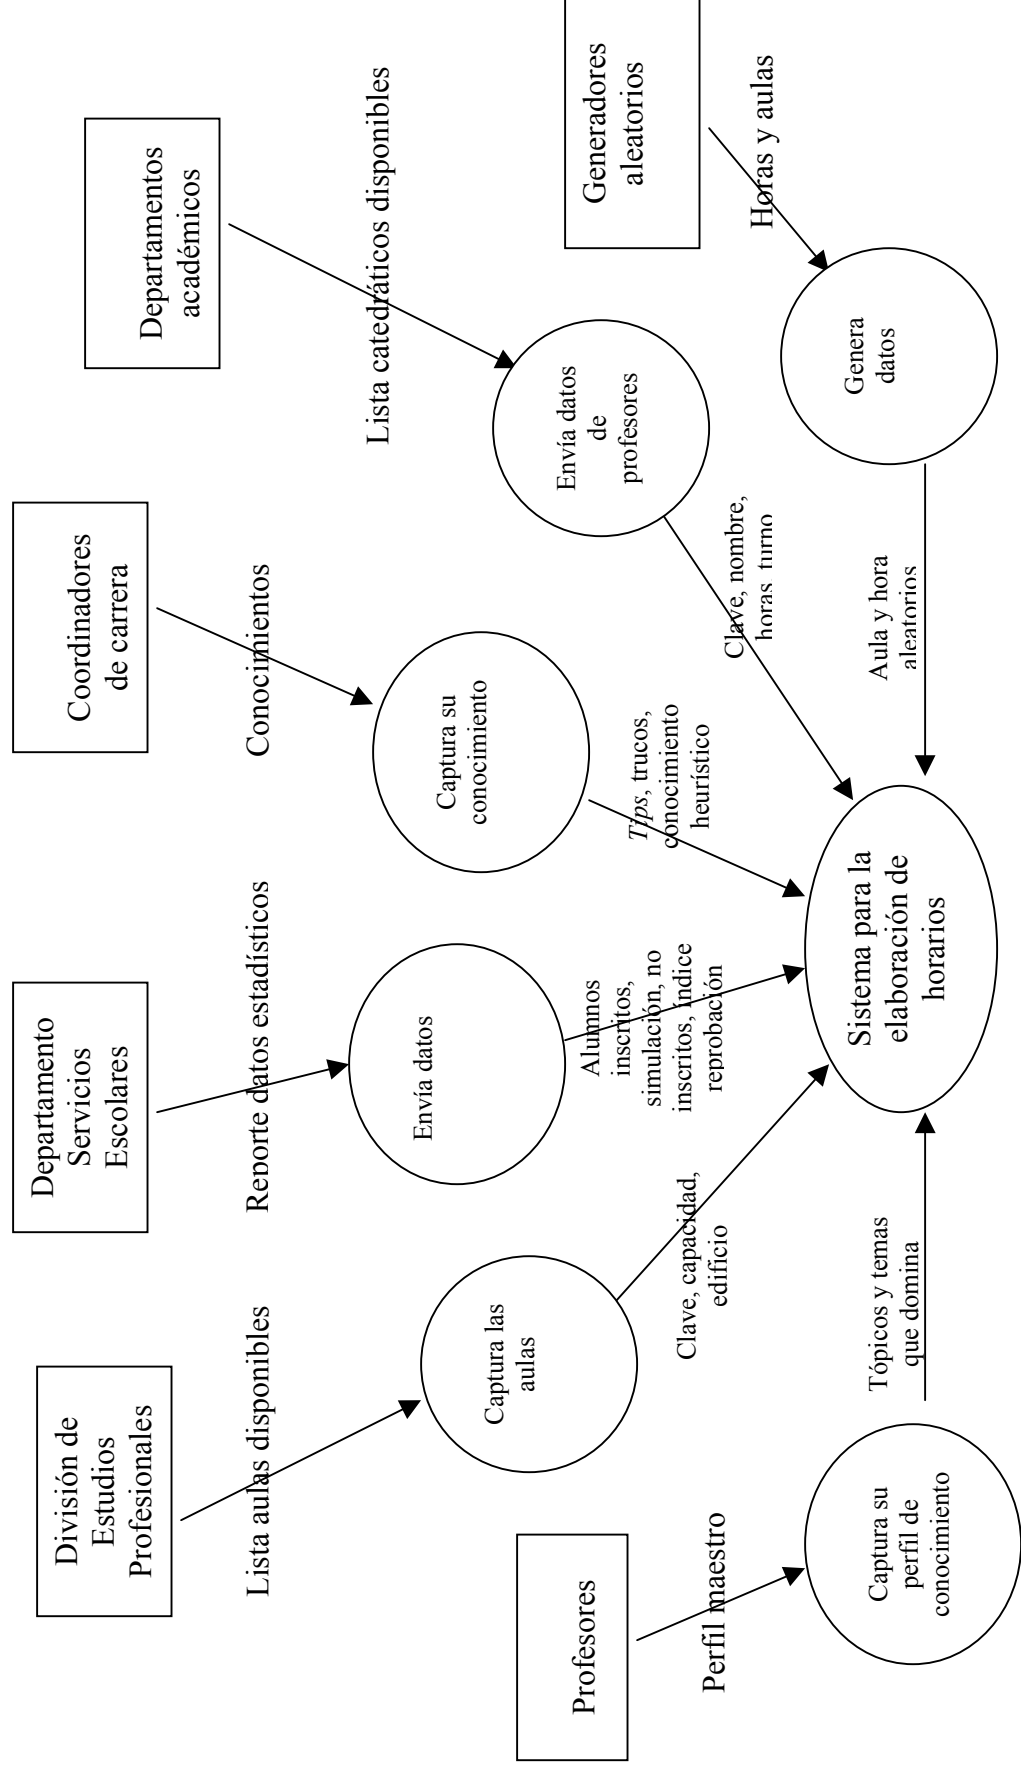 División de
Estudios
Profesionales
Departamento
Servicios
Escolares
Coordinadores
de carrera
Departamentos
académicos
Lista aulas disponibles
Reporte datos estadísticos
Conocimientos
Lista catedráticos disponibles
Profesores
Generadores
aleatorios
Captura las
aulas
Envía datos
Captura su
conocimiento
Envía datos
de
profesores
Perfil maestro
Horas y aulas
Clave, capacidad,
edificio
Alumnos
inscritos,
simulación, no
inscritos, índice
reprobación
Tips, trucos,
conocimiento
heurístico
Clave, nombre,
horas turno
Captura su
perfil de
conocimiento
Tópicos y temas
que domina
Sistema para la
elaboración de
horarios
Aula y hora
aleatorios
Genera
datos